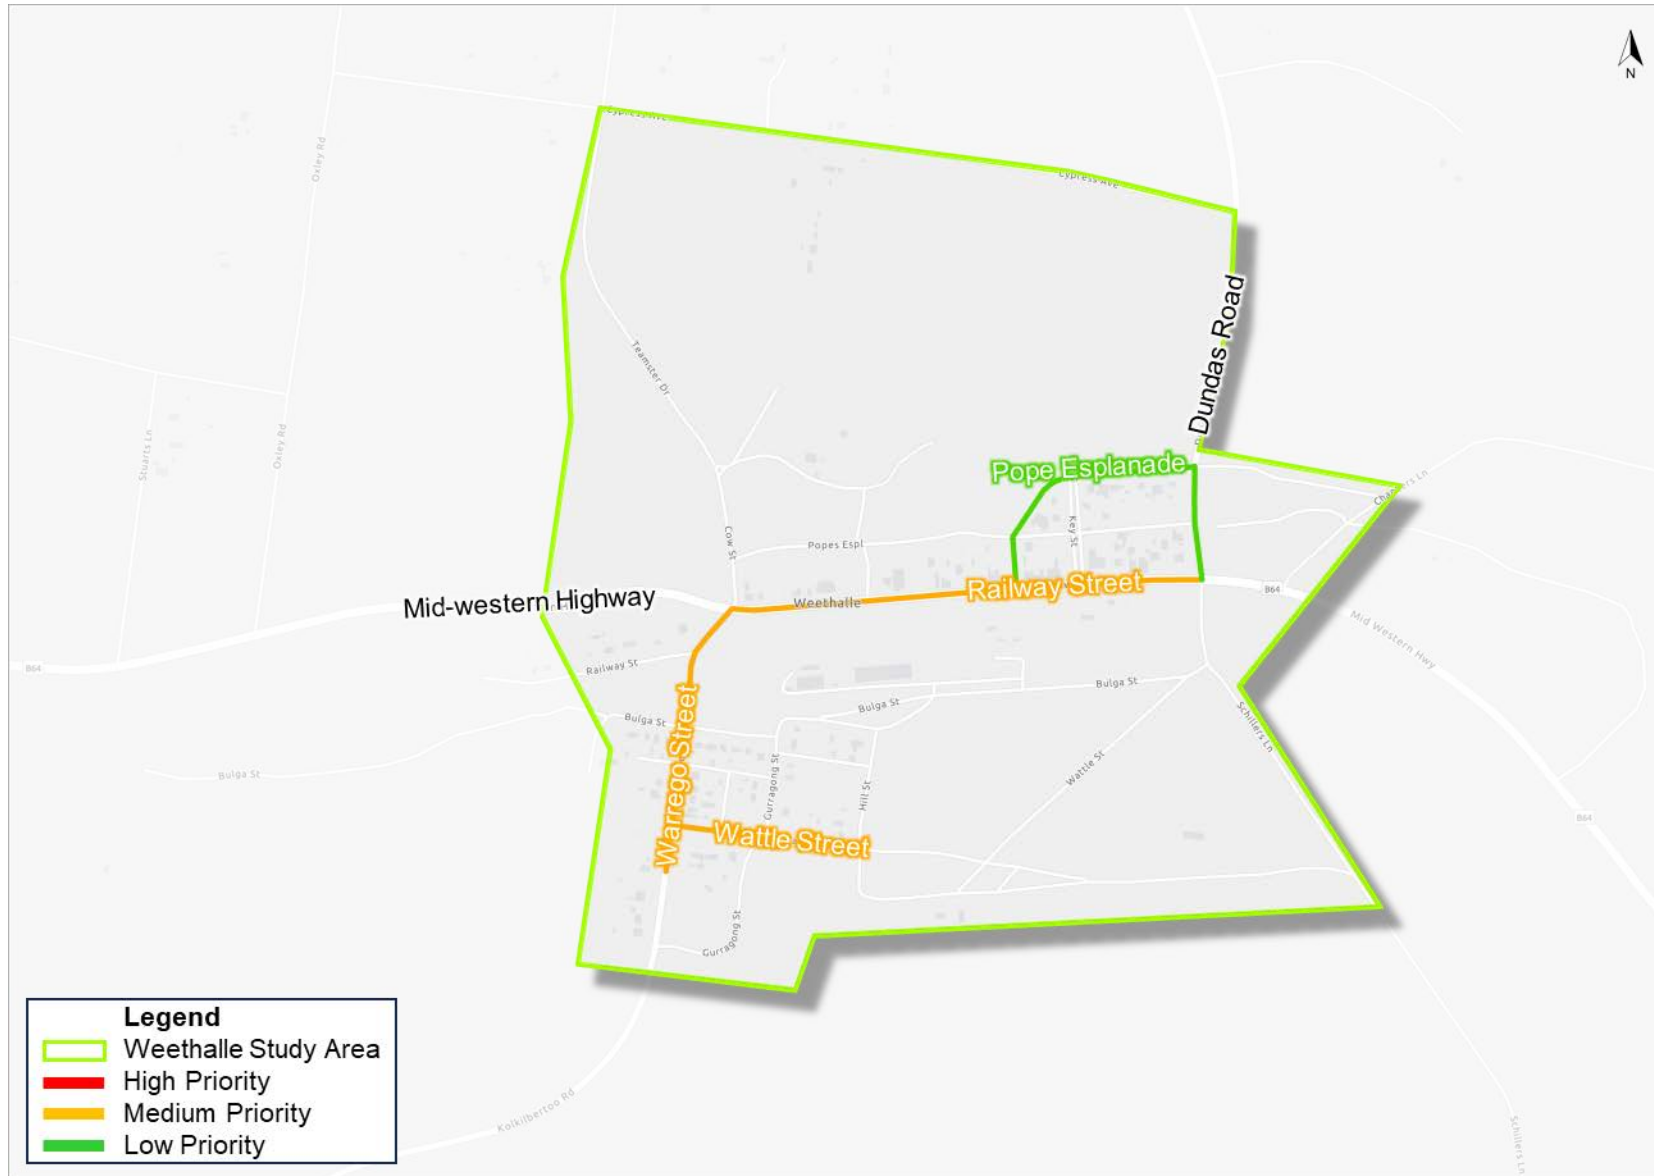 N
Cypress Ave
Cypress Ave
Oxley Rd
Teamster Dr
Dundas Road
Stuarts Ln
Oxley Rd
Pope Esplanade
Key St
Cow St
Popes Espl
Railway Street
Weethalle
Mid-western Highway
B64
Mid Western Hwy
B64
Railway St
Bulga St
Bulga St
Bulga St
Schillers Ln
Warrego Street
Bulga St
Gurragong St
Hill St
Wattle St
Wattle Street
B64
Gurragong St
Legend
Weethalle Study Area
High Priority
Medium Priority
Low Priority
Kolkilbertoo Rd
Schillers Ln